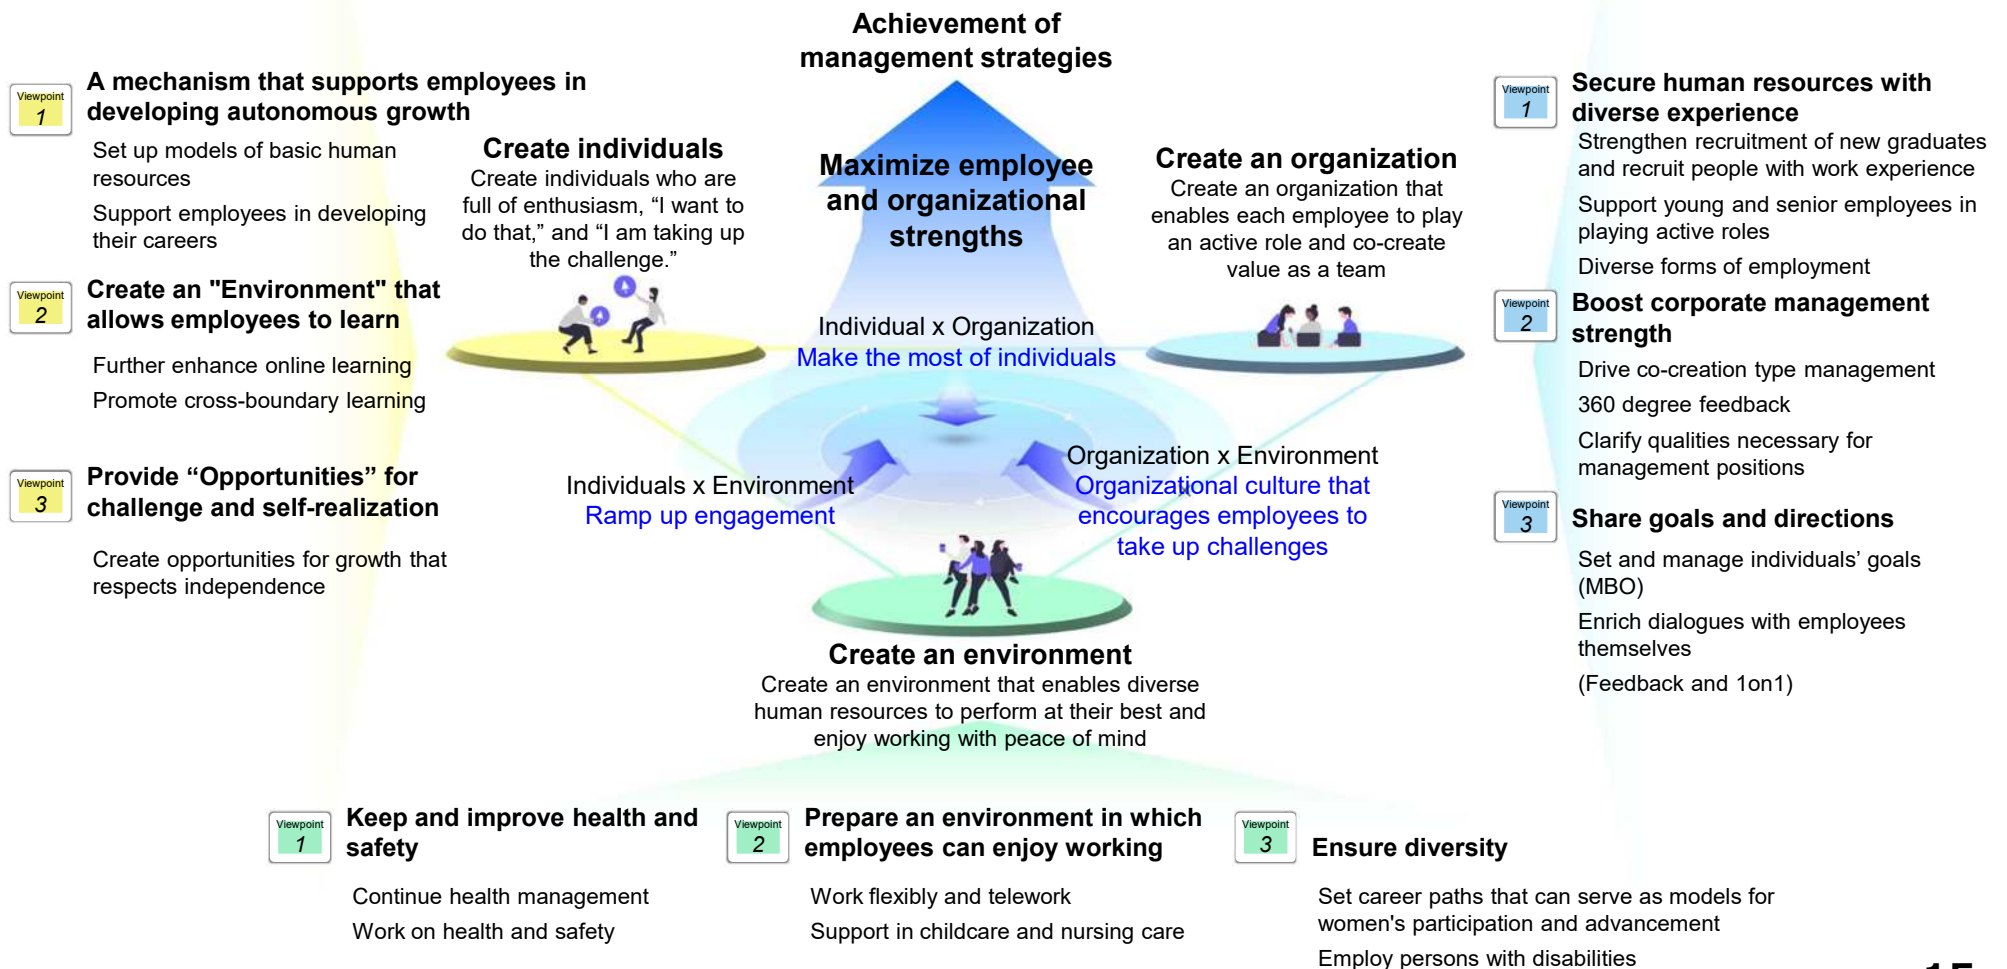 Achievement of
management strategies
Maximize employee
and organizational
strengths
Viewpoint
1
A mechanism that supports employees in
developing autonomous growth
Set up models of basic human
resources
Support employees in developing
their careers
Viewpoint
2
Create an "Environment" that
allows employees to learn
Further enhance online learning
Promote cross-boundary learning
Viewpoint
3
Provide “Opportunities” for
challenge and self-realization
Create opportunities for growth that
respects independence
Create individuals
Create individuals who are
full of enthusiasm, “I want to
do that,” and “I am taking up
the challenge.”
Individual x Organization
Make the most of individuals
Individuals x Environment
Ramp up engagement
Organization x Environment
Organizational culture that
encourages employees to
take up challenges
Create an organization
Create an organization that
enables each employee to play
an active role and co-create
value as a team
Viewpoint
1
Secure human resources with
diverse experience
Strengthen recruitment of new graduates
and recruit people with work experience
Support young and senior employees in
playing active roles
Diverse forms of employment
Viewpoint
2
Boost corporate management
strength
Drive co-creation type management
360 degree feedback
Clarify qualities necessary for
management positions
Viewpoint
3
Share goals and directions
Set and manage individuals’ goals
(MBO)
Enrich dialogues with employees
themselves
(Feedback and 1on1)
Create an environment
Create an environment that enables diverse
human resources to perform at their best and
enjoy working with peace of mind
Viewpoint
1
Keep and improve health and
safety
Continue health management
Work on health and safety
Viewpoint
2
Prepare an environment in which
employees can enjoy working
Work flexibly and telework
Support in childcare and nursing care
Viewpoint
3
Ensure diversity
Set career paths that can serve as models for
women's participation and advancement
Employ persons with disabilities